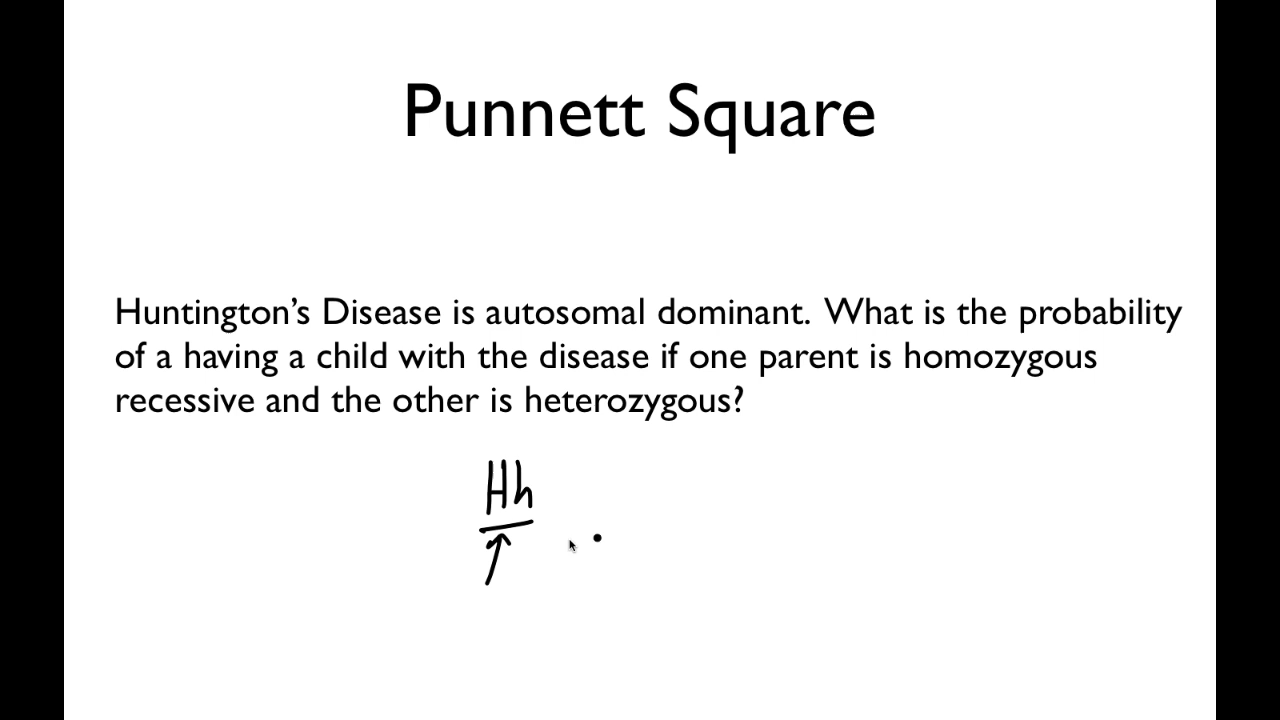 Punnett Square
Huntington’s Disease is autosomal dominant. What is the probability
of a having a child with the disease if one parent is homozygous
recessive and the other is heterozygous?
Hh